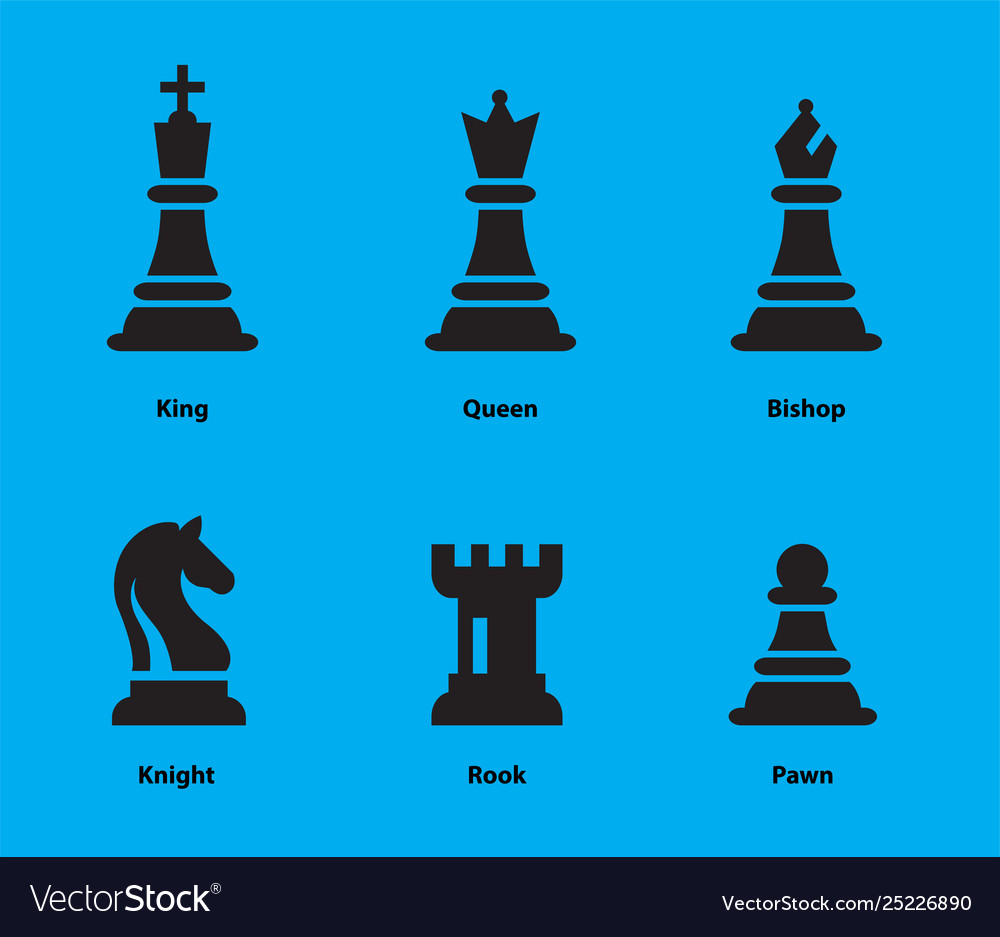 King
Queen
Bishop
Knight
Rook
Pawn
VectorStock®
VectorStock.com/25226890